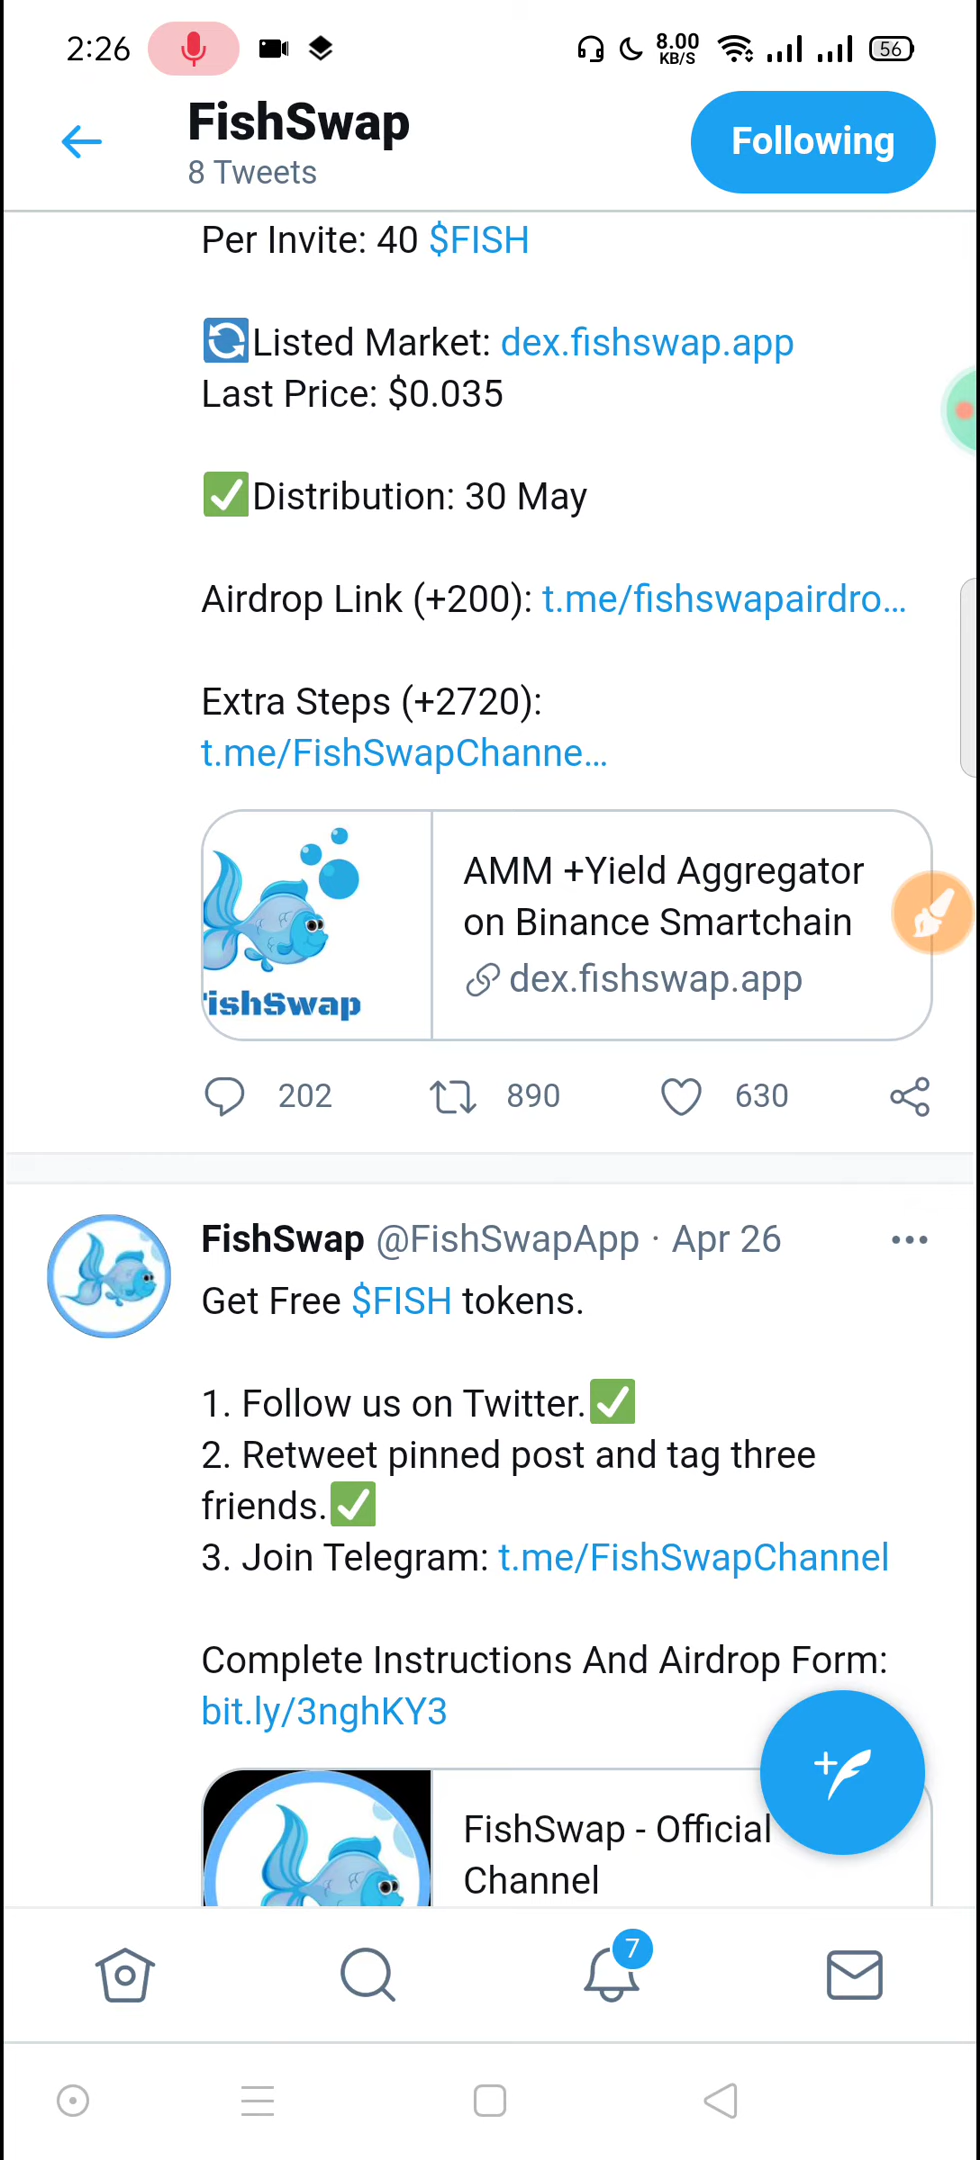 2:26
8.00
KB/S
56
FishSwap
8 Tweets
Following
Per Invite: 40 $FISH
Listed Market: dex.fishswap.app
Last Price: $0.035
Distribution: 30 May
Airdrop Link (+200): t.me/fishswapairdro...
Extra Steps (+2720):
t.me/FishSwapChanne...
ishSwap
AMM +Yield Aggregator
on Binance Smartchain
dex.fishswap.app
202
890
630
FishSwap @FishSwapApp · Apr 26
Get Free $FISH tokens.
1. Follow us on Twitter.
2. Retweet pinned post and tag three
friends.
3. Join Telegram: t.me/FishSwapChannel
Complete Instructions And Airdrop Form:
bit.ly/3nghKY3
FishSwap - Official
Channel
7